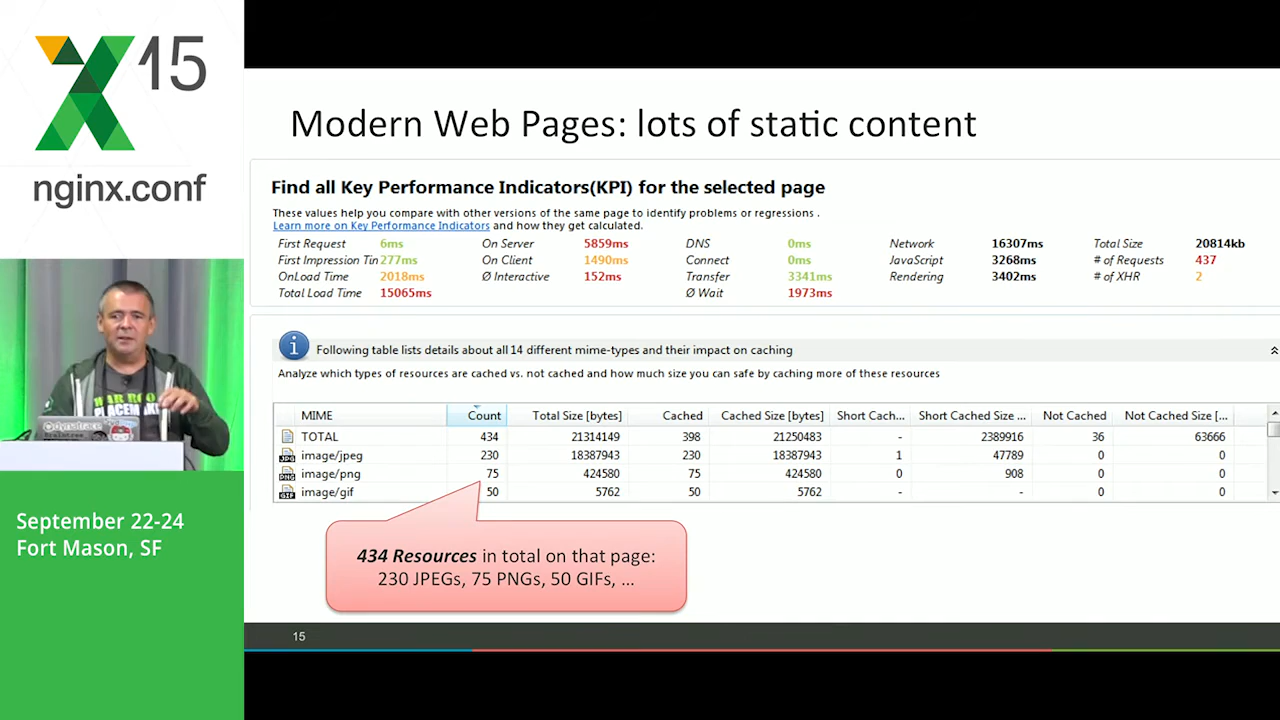 15
nginx.conf
September 22-24
Fort Mason, SF
Modern Web Pages: lots of static content
Find all Key Performance Indicators(KPI) for the selected page
These values help you compare with other versions of the same page to identify problems or regressions .
Learn more on Key Performance Indicators and how they get calculated.
First Request 6ms On Server 5859ms DNS 0ms Network 16307ms Total Size 20814kb
First Impression Tin 277ms On Client 1490ms Connect 0ms JavaScript 3268ms # of Requests 437
OnLoad Time 2018ms Ø Interactive 152ms Transfer 3341ms Rendering 3402ms # of XHR 2
Total Load Time 15065ms Ø Wait 1973ms
Following table lists details about all 14 different mime-types and their impact on caching
Analyze which types of resources are cached vs. not cached and how much size you can safe by caching more of these resources
MIME Count Total Size [bytes] Cached Cached Size [bytes] Short Cach... Short Cached Size ... Not Cached Not Cached Size [...
TOTAL 434 21314149 398 21250483 - 2389916 36 63666
image/jpeg 230 18387943 230 18387943 1 47789 0 0
image/png 75 424580 75 424580 0 908 0 0
image/gif 50 5762 50 5762 - - 0 0
434 Resources in total on that page:
230 JPEGs, 75 PNGs, 50 GIFs, ...
15
dynatrace